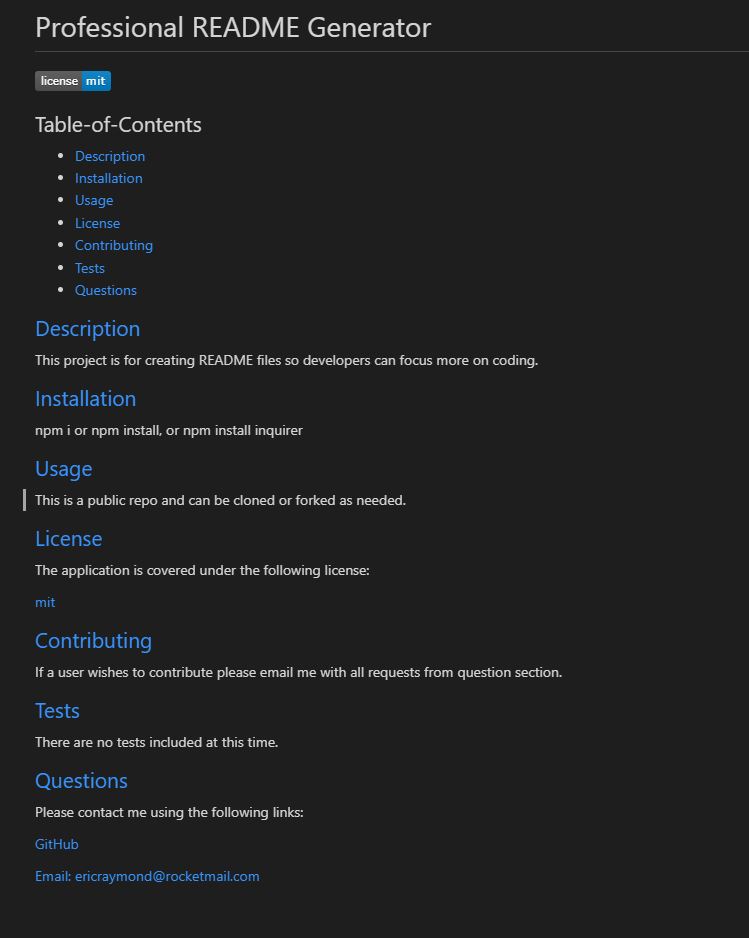 Professional README Generator
license mit
Table-of-Contents
Description
Installation
Usage
License
Contributing
Tests
Questions
Description
This project is for creating README files so developers can focus more on coding.
Installation
npm i or npm install, or npm install inquirer
Usage
This is a public repo and can be cloned or forked as needed.
License
The application is covered under the following license:
mit
Contributing
If a user wishes to contribute please email me with all requests from question section.
Tests
There are no tests included at this time.
Questions
Please contact me using the following links:
GitHub
Email: ericraymond@rocketmail.com